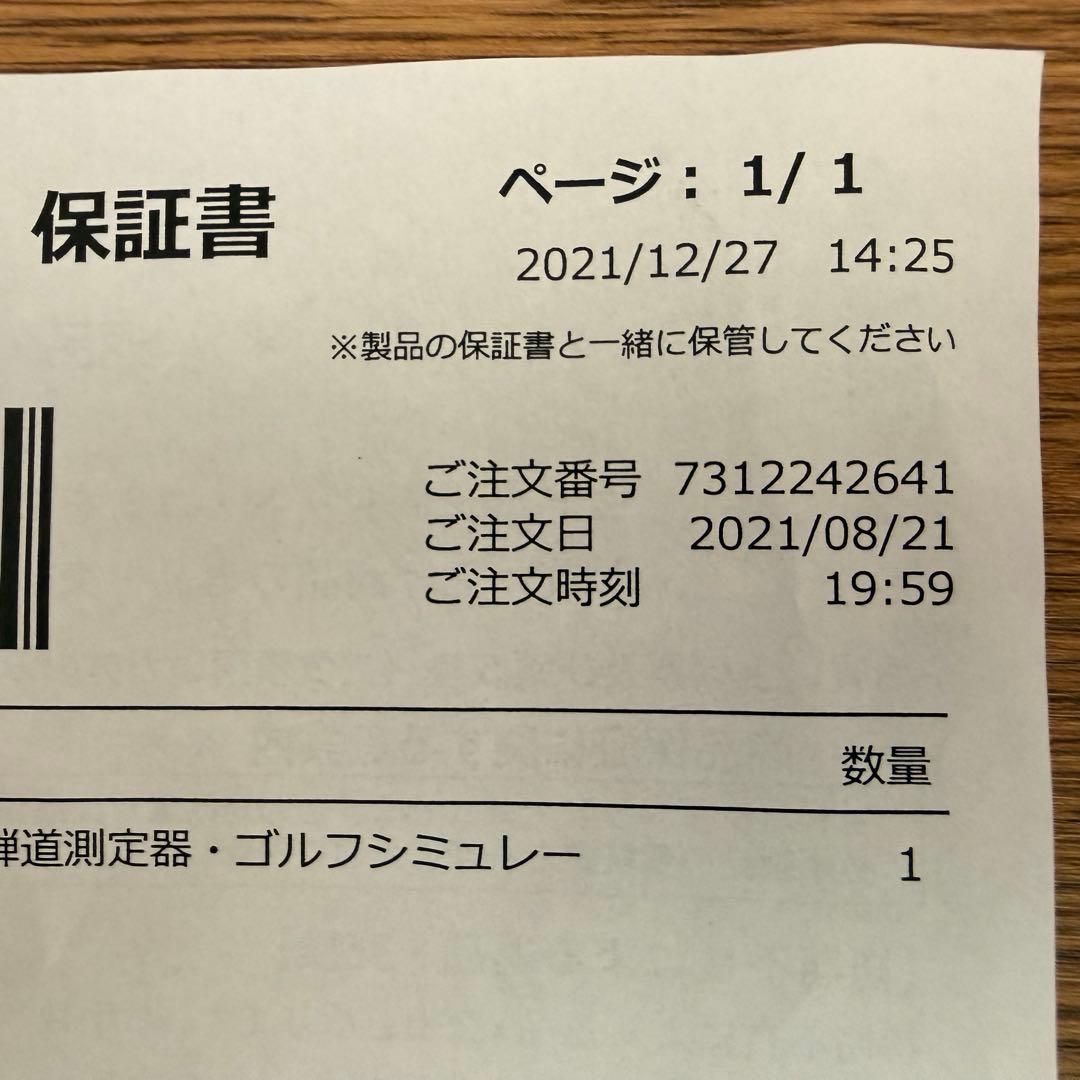 保証書
ページ： 1/ 1
2021/12/27 14:25
※製品の保証書と一緒に保管してください
ご注文番号 7312242641
ご注文日 2021/08/21
ご注文時刻 19:59
数量
弾道測定器・ゴルフシミュレー 1